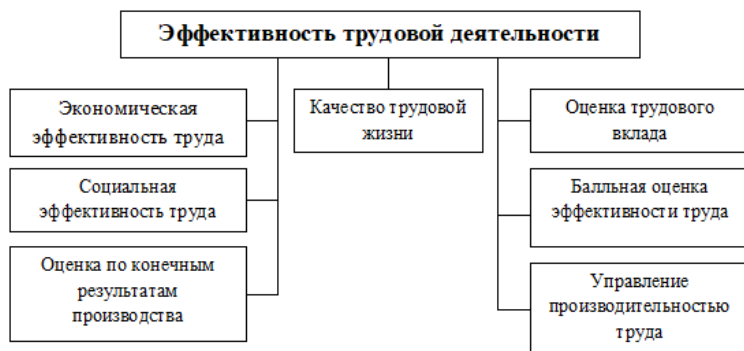 Эффективность трудовой деятельности
Экономическая
эффективность труда
Качество трудовой
жизни
Оценка трудового
вклада
Социальная
эффективность труда
Балльная оценка
эффективности труда
Оценка по конечным
результатам
производства
Управление
производительностью
труда